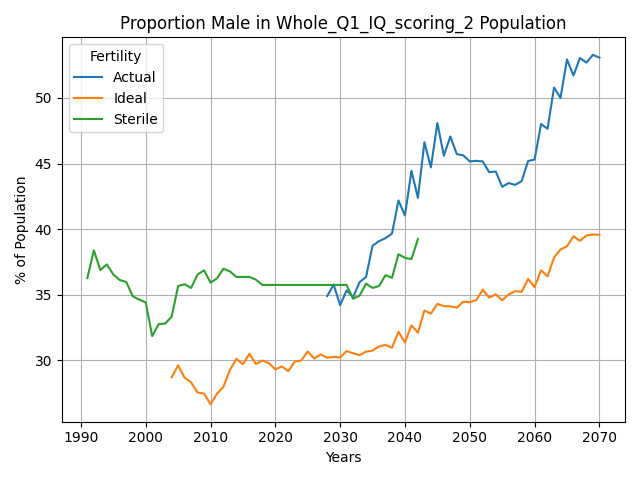 Proportion Male in Whole_Q1_IQ_scoring_2 Population
Fertility
Actual
Ideal
Sterile
% of Population
50
45
40
35
30
1990 2000 2010 2020 2030 2040 2050 2060 2070
Years